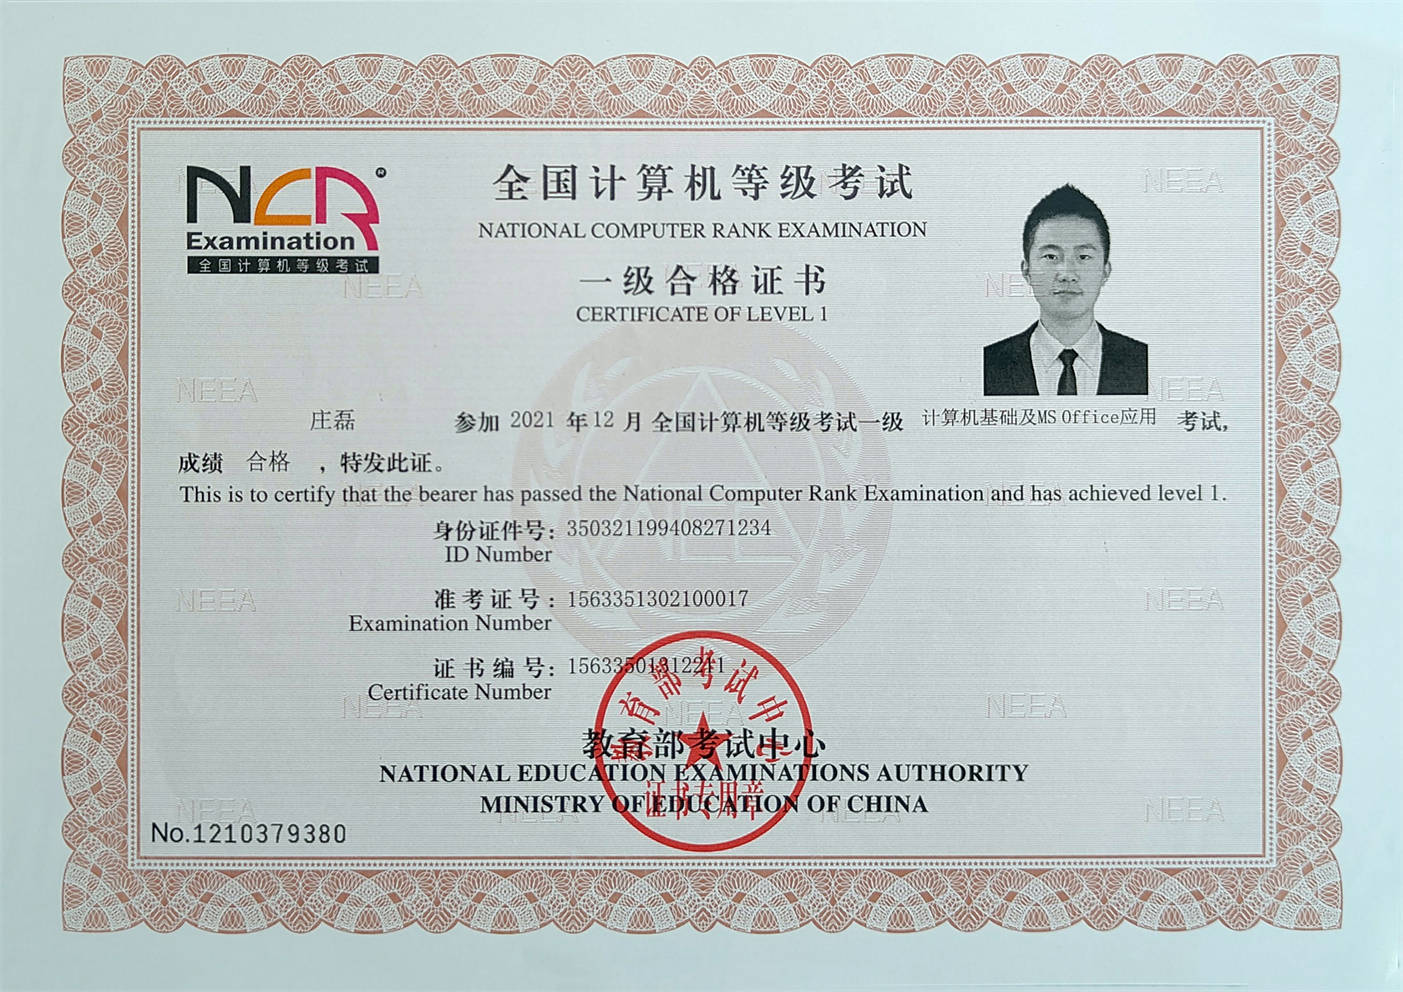 NCR
Examination
全国计算机等级考试
全国计算机等级考试
NATIONAL COMPUTER RANK EXAMINATION
一级合格证书
CERTIFICATE OF LEVEL 1
庄磊 参加 2021 年 12 月 全国计算机等级考试一级 计算机基础及MS Office应用 考试，
成绩 合格 ，特发此证。
This is to certify that the bearer has passed the National Computer Rank Examination and has achieved level 1.
身份证件号：350321199408271234
ID Number
准考证号：1563351302100017
Examination Number
证书编号：
Certificate Number
教育部考试中心
NATIONAL EDUCATION EXAMINATIONS AUTHORITY
MINISTRY OF EDUCATION OF CHINA
教育部考试中心
证书专用章
No.1210379380
NEEA